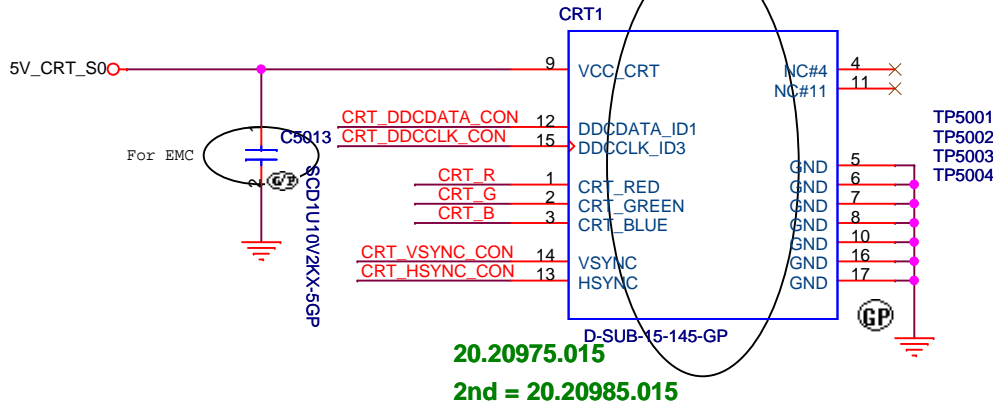 CRT1
5V_CRT_S0
9
VCC_CRT
NC#4
4
NC#11
11
CRT_DDCDATA_CON
12
DDCDATA_ID1
CRT_DDCCLK_CON
15
DDCCLK_ID3
TP5001
TP5002
TP5003
TP5004
For EMC
C5013
2
G/P
SCD1U10V2KX-5GP
CRT_R
1
CRT_RED
CRT_G
2
CRT_GREEN
CRT_B
3
CRT_BLUE
CRT_VSYNC_CON
14
VSYNC
CRT_HSYNC_CON
13
HSYNC
GND
5
GND
6
GND
7
GND
8
GND
10
GND
16
GND
17
GP
D-SUB-15-145-GP
20.20975.015
2nd = 20.20985.015